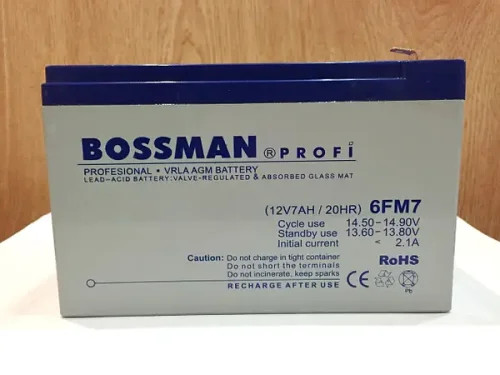 BOSSMAN ® PROFi
PROFESIONAL • VRLA AGM BATTERY
LEAD-ACID BATTERY:VALVE-REGULATED & ABSORBED GLASS MAT
(12V7AH / 20HR) 6FM7
Cycle use 14.50-14.90V
Standby use 13.60-13.80V
Initial current < 2.1A
Caution: Do not charge in tight container
Do not short the terminals
Do not incinerate, keep sparks
RoHS
RECHARGE AFTER USE
CE
Pb